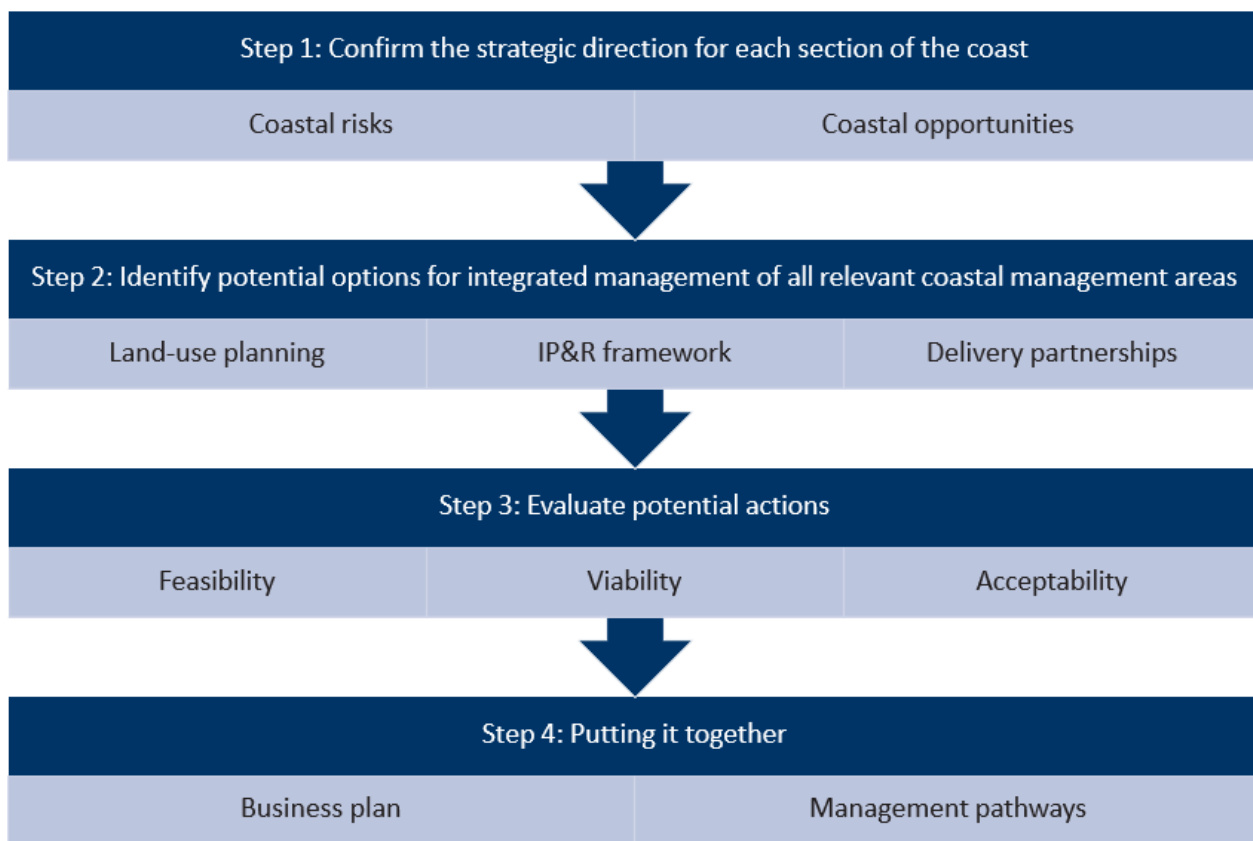 Step 1: Confirm the strategic direction for each section of the coast
Coastal risks
Coastal opportunities
Step 2: Identify potential options for integrated management of all relevant coastal management areas
Land-use planning
IP&R framework
Delivery partnerships
Step 3: Evaluate potential actions
Feasibility
Viability
Acceptability
Step 4: Putting it together
Business plan
Management pathways